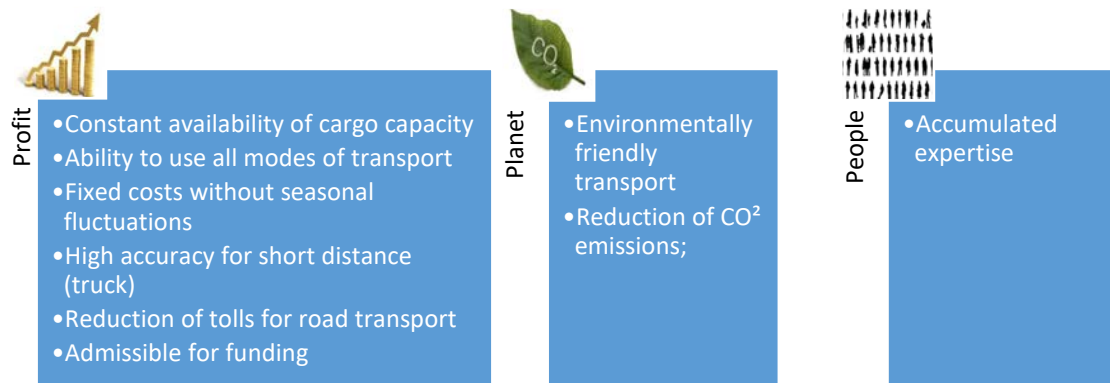 Profit
•Constant availability of cargo capacity
•Ability to use all modes of transport
•Fixed costs without seasonal
fluctuations
•High accuracy for short distance
(truck)
•Reduction of tolls for road transport
•Admissible for funding
CO₂
Planet
•Environmentally
friendly
transport
•Reduction of CO²
emissions;
People
•Accumulated
expertise